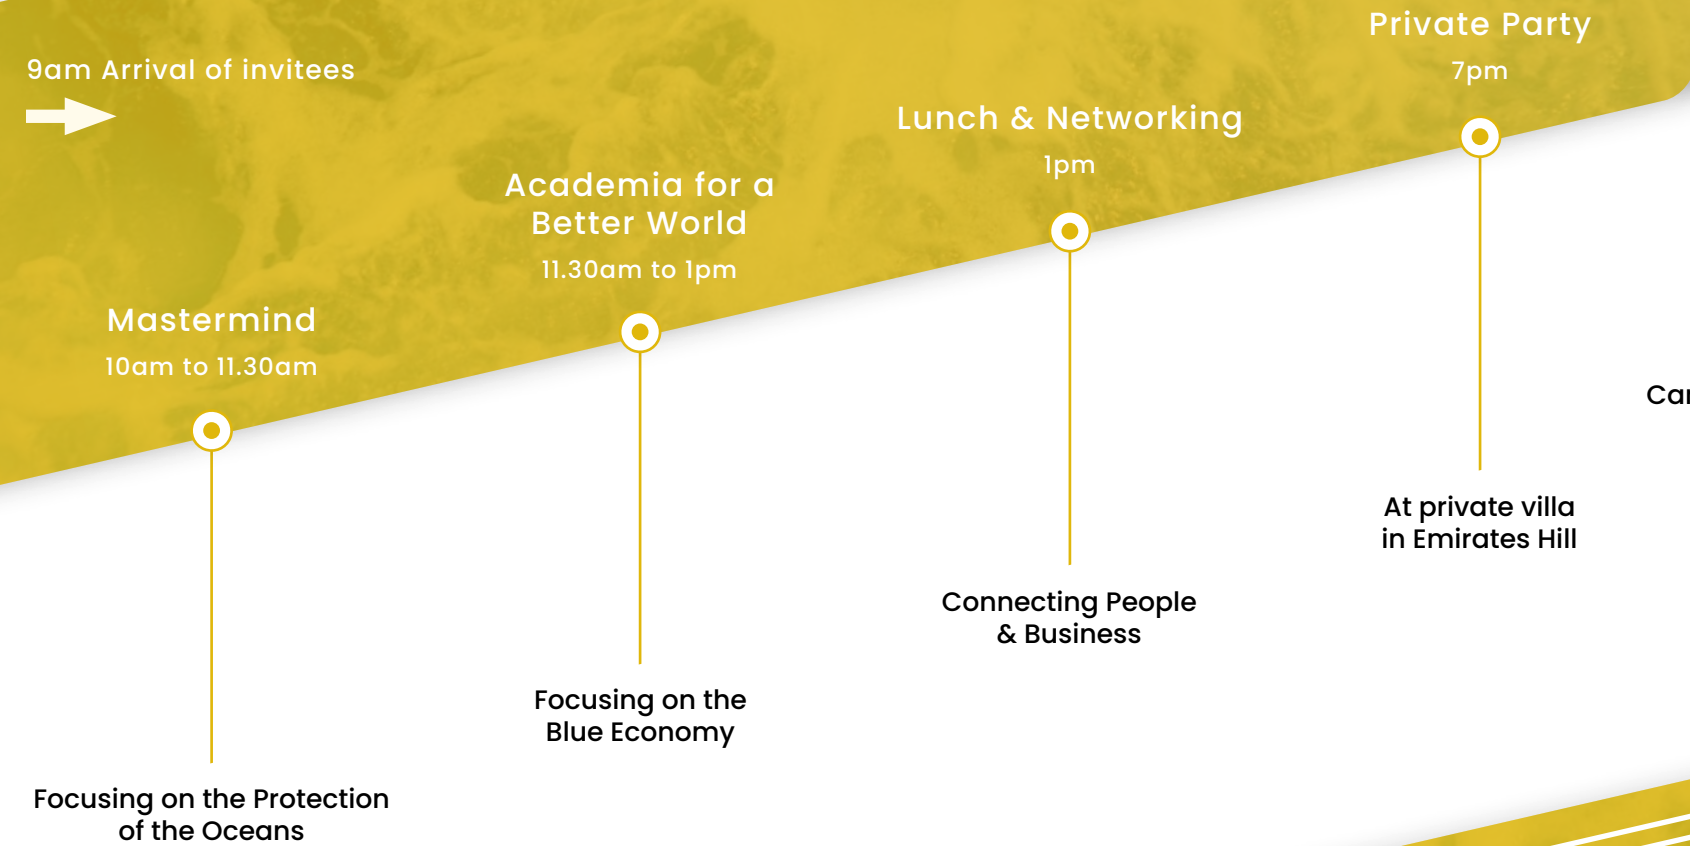 9am Arrival of invitees
Mastermind
10am to 11.30am
Focusing on the Protection
of the Oceans
Academia for a
Better World
11.30am to 1pm
Focusing on the
Blue Economy
Lunch & Networking
1pm
Connecting People
& Business
Private Party
7pm
At private villa
in Emirates Hill